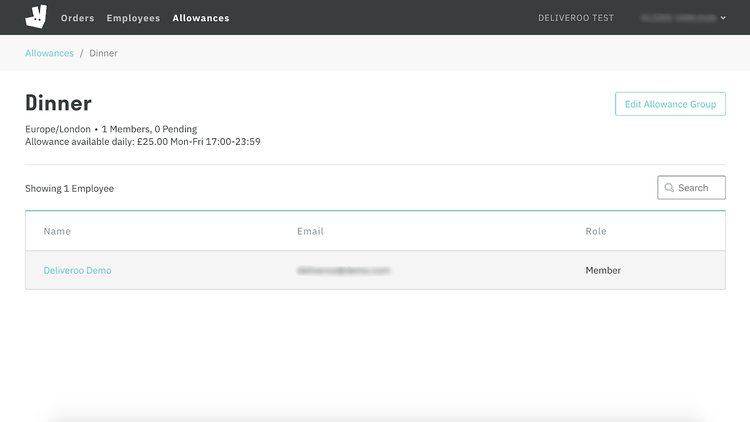 Orders Employees Allowances DELIVEROO TEST
Allowances / Dinner
Dinner
Edit Allowance Group
Europe/London • 1 Members, 0 Pending
Allowance available daily: £25.00 Mon-Fri 17:00-23:59
Showing 1 Employee
Search
Name Email Role
Deliveroo Demo Member